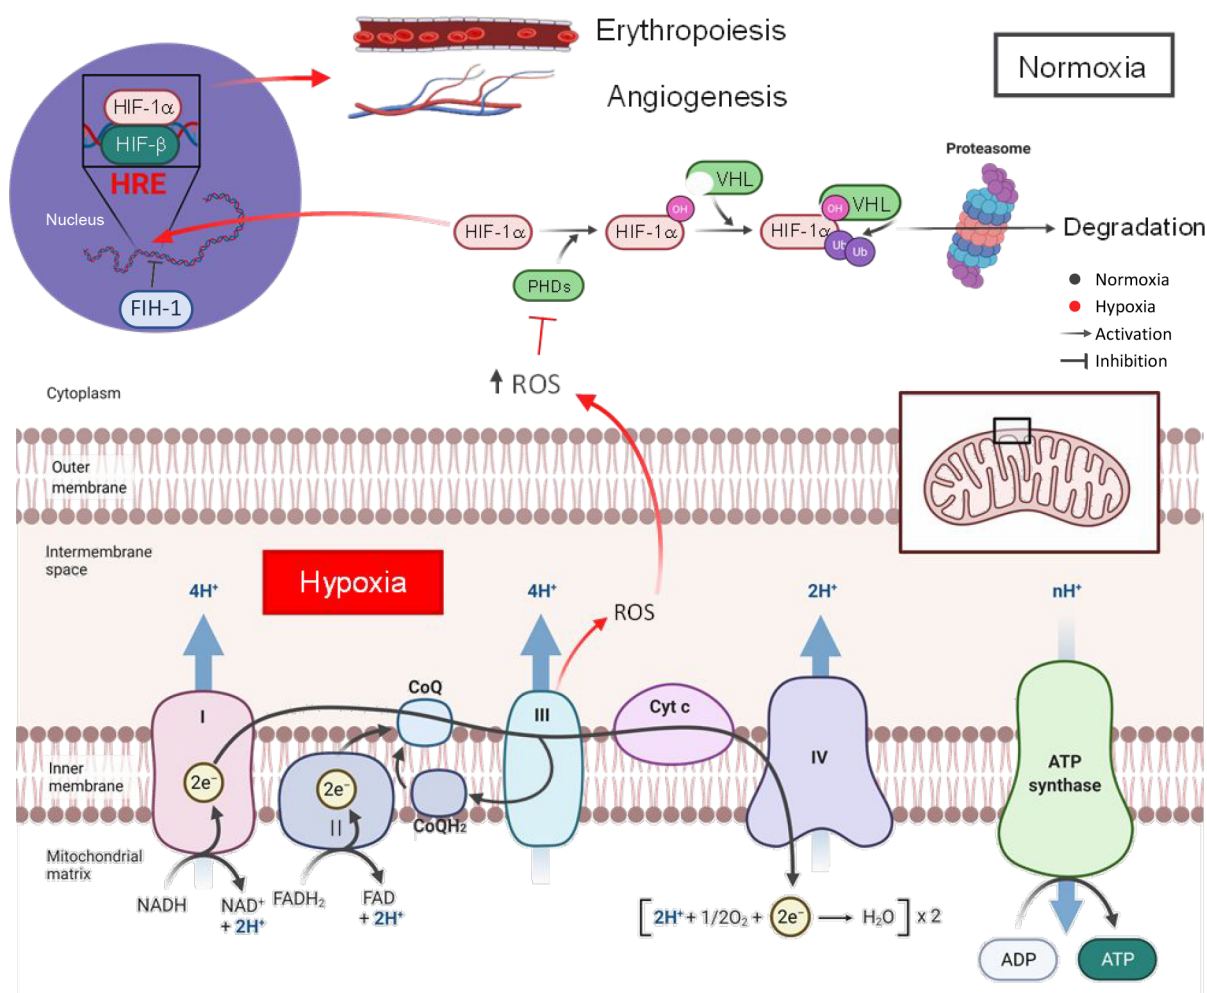 Erythropoiesis
Angiogenesis
Normoxia
HIF-1α
HIF-β
HRE
Nucleus
FIH-1
HIF-1α
PHDs
HIF-1α
OH
VHL
HIF-1α
OH
VHL
Ub
Ub
Proteasome
Degradation
Normoxia
Hypoxia
Activation
Inhibition
ROS
Cytoplasm
Outer
membrane
Intermembrane
space
Hypoxia
4H⁺
4H⁺
2H⁺
nH⁺
ROS
I
2e⁻
II
2e⁻
CoQ
CoQH₂
III
Cyt c
IV
ATP
synthase
Inner
membrane
Mitochondrial
matrix
NADH
NAD⁺
+ 2H⁺
FADH₂
FAD
+ 2H⁺
[2H⁺ + 1/2O₂ + 2e⁻ → H₂O] x 2
ADP
ATP